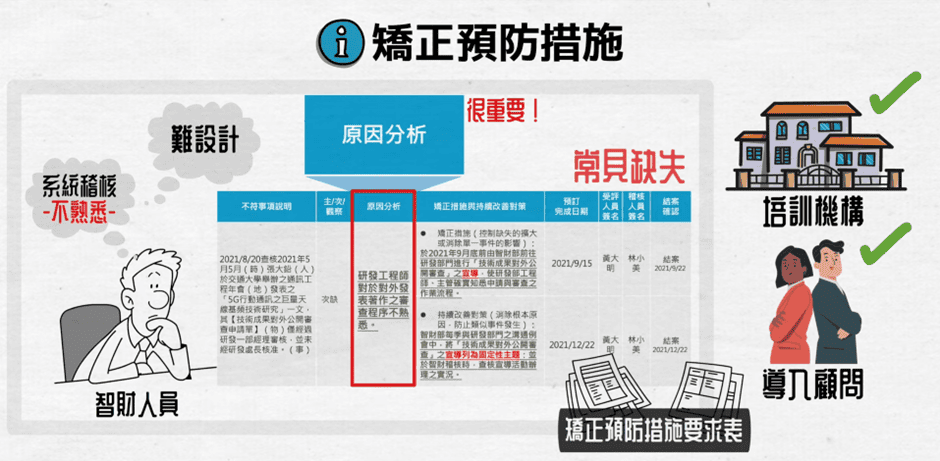 i 矯正預防措施
很重要！
原因分析
難設計
系統稽核
-不熟悉-
常見缺失
不符事項說明
主/次/
觀察
原因分析
矯正措施與持續改善對策
預訂
完成日期
受評
人員
簽名
稽核
人員
簽名
結案
確認
2021/8/20查核2021年5
月5月（時）張大飴（人）
於交通大學舉辦之通訊工
程年會（地）發表之
「5G行動通訊之巨量天
線基頻技術研究」一文，
其【技術成果對外公開審
查申請單】（物）僅經過
研發一部經理審核，並未
經研發處長核准。（事）
次缺
研發工程師
對於對外發
表著作之審
查程序不熟
悉。
● 矯正措施（控制缺失的擴大
或消除單一事件的影響）：
於2021年9月底前由智財部前往
研發部門進行「技術成果對外公
開審查」之宣導，使研發部工程
師、主管確實知悉申請與審查之
作業流程。
2021/9/15
黃大
明
林小
美
結案
2021/9/22
● 持續改善對策（消除根本原
因，防止類似事件發生）：
智財部每季與研發部門之溝通例
會中，將「技術成果對外公開審
查」之宣導列為固定性主題；並
於智財稽核時，查核宣導活動辦
理之實況。
2021/12/22
黃大
明
林小
美
結案
2021/12/22
智財人員
培訓機構
導入顧問
矯正預防措施要求表